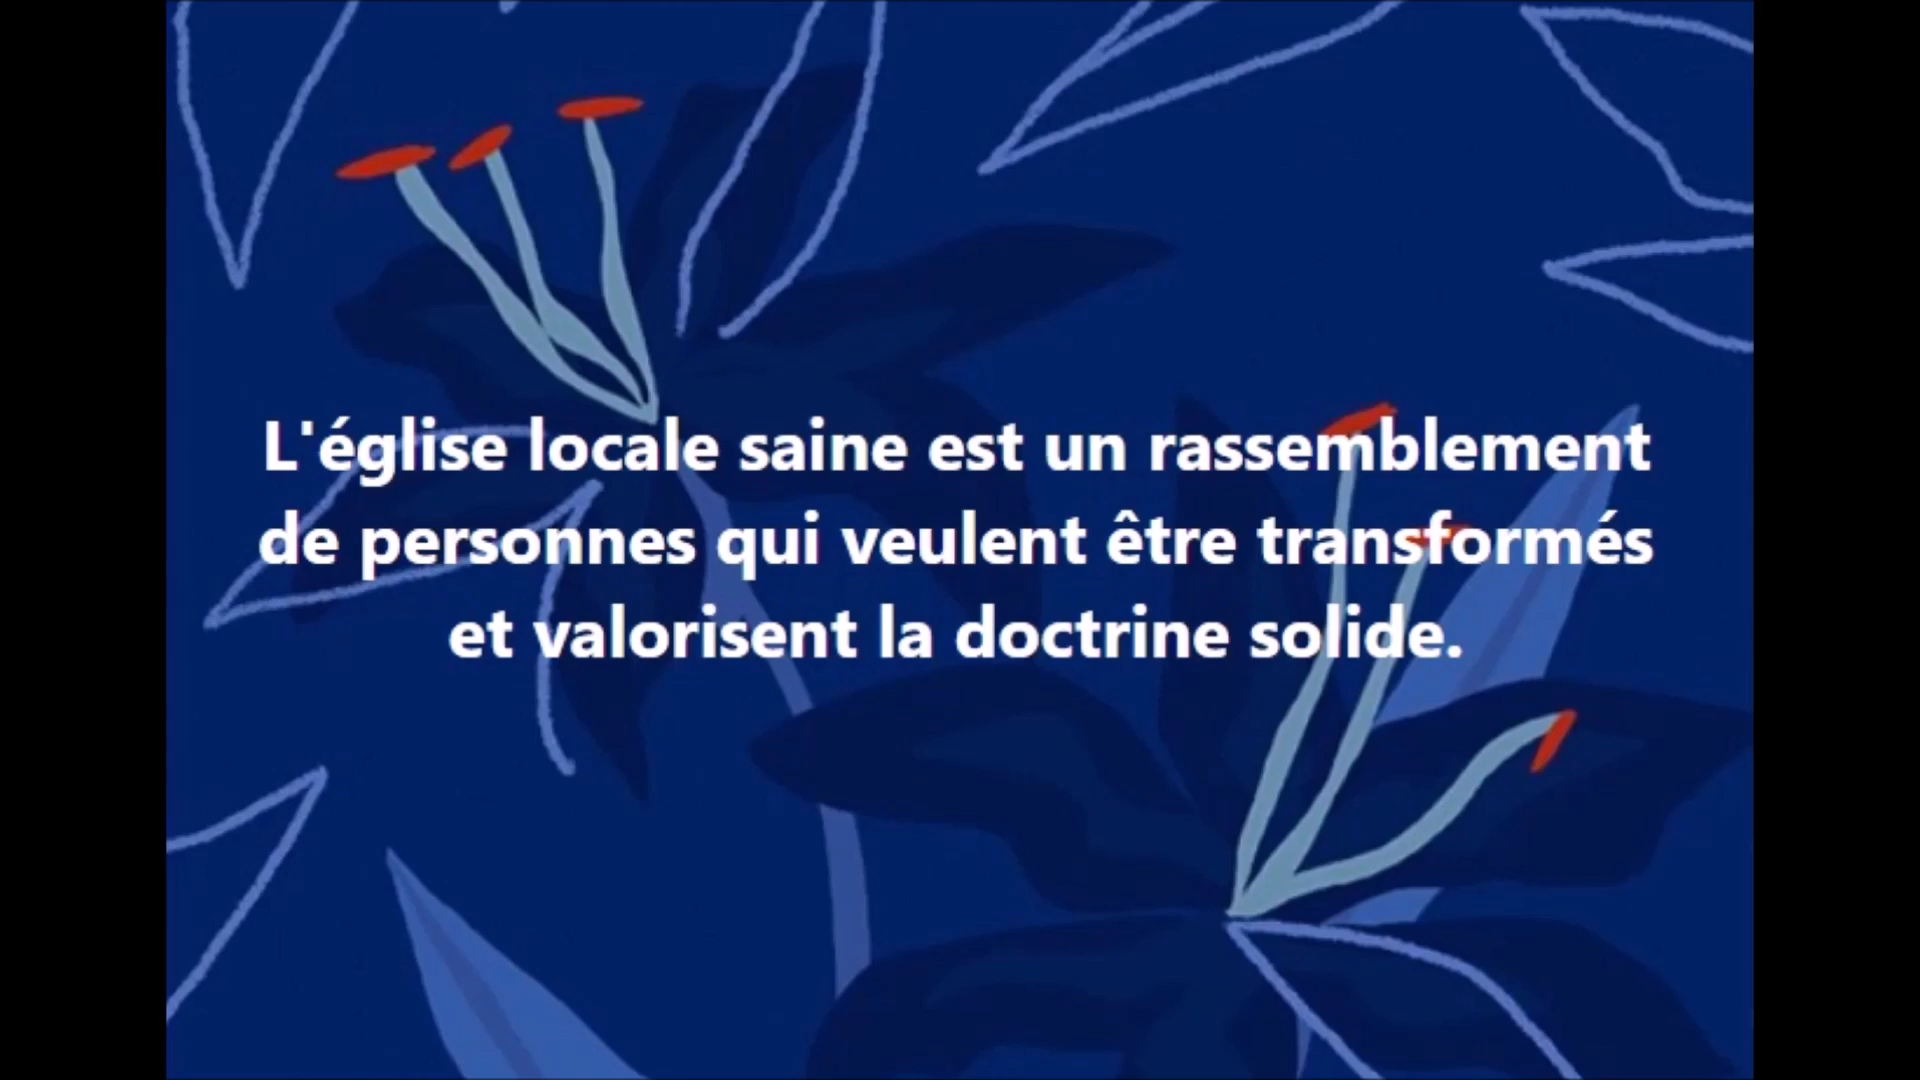 L'église locale saine est un rassemblement
de personnes qui veulent être transformés
et valorisent la doctrine solide.